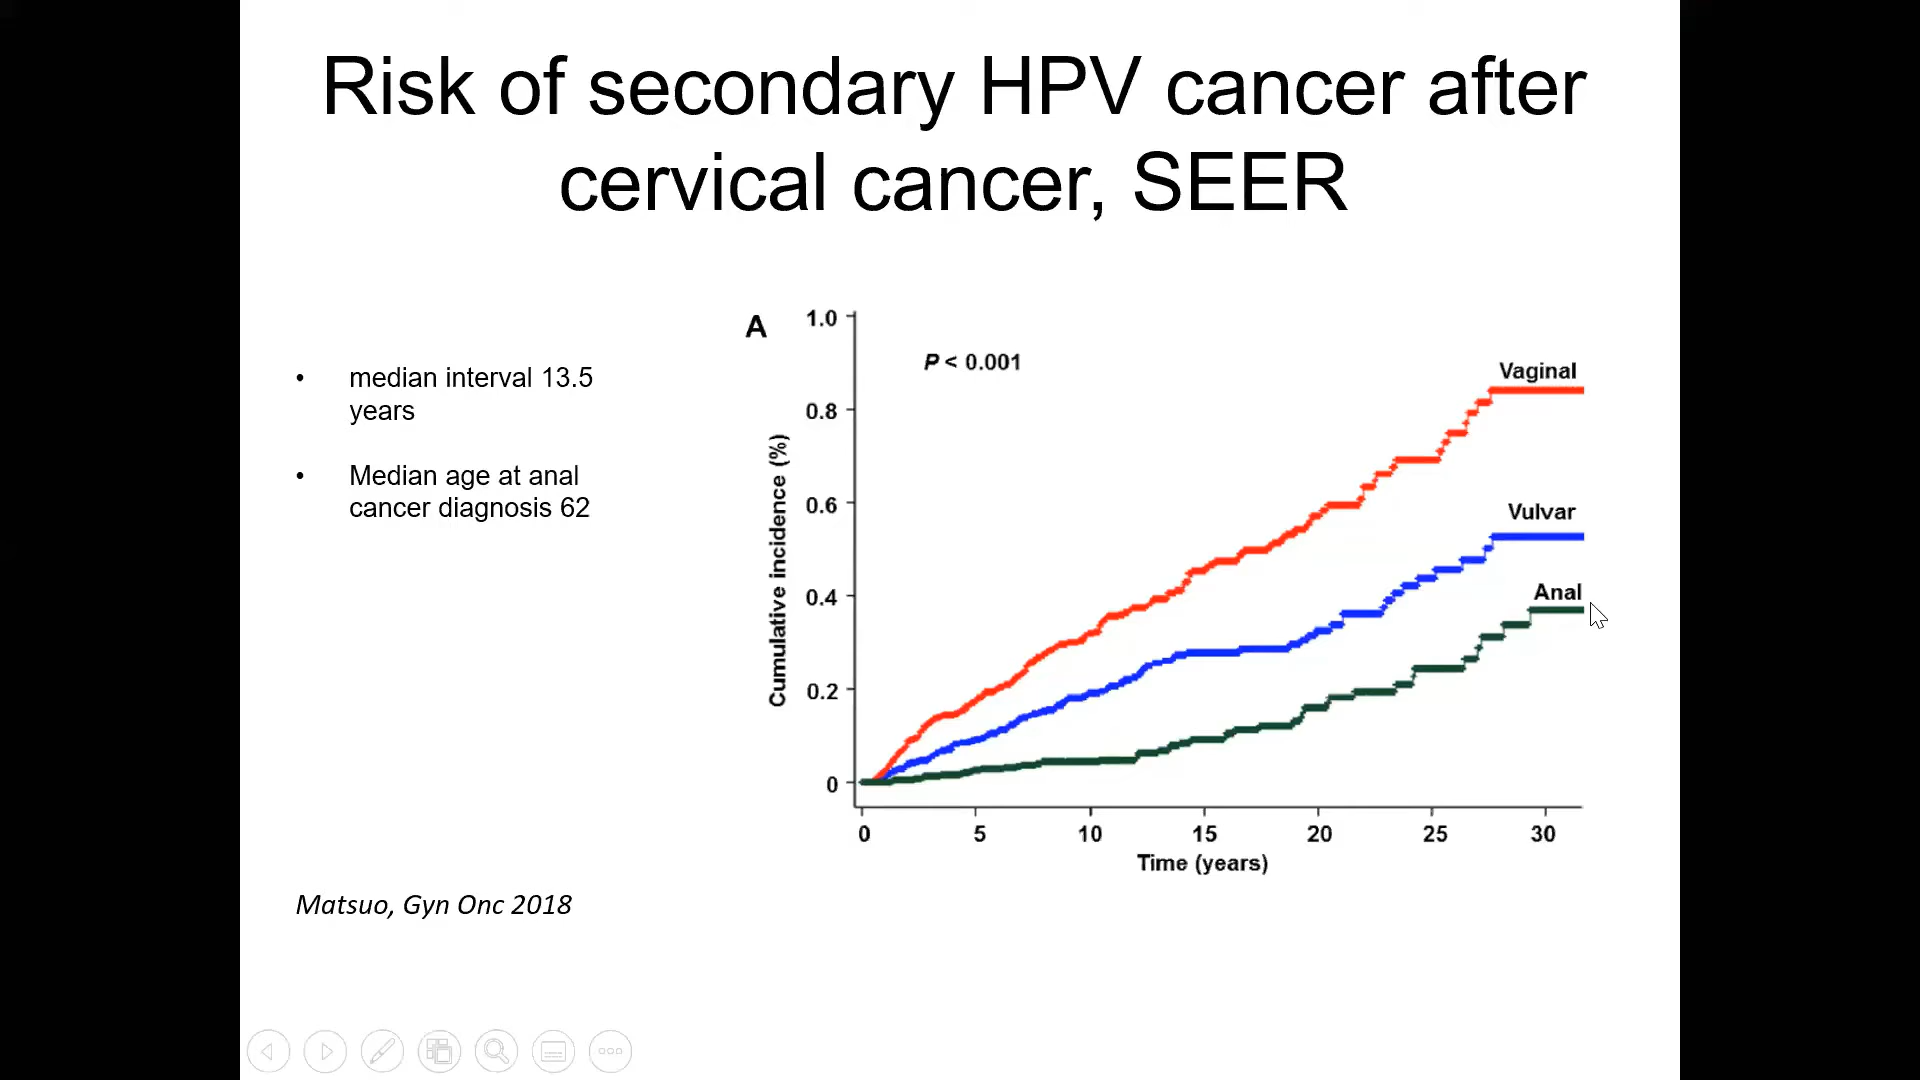 Risk of secondary HPV cancer after
cervical cancer, SEER
• median interval 13.5
years
• Median age at anal
cancer diagnosis 62
Matsuo, Gyn Onc 2018
A
P < 0.001
Cumulative incidence (%)
1.0
0.8
0.6
0.4
0.2
0
Vaginal
Vulvar
Anal
0 5 10 15 20 25 30
Time (years)